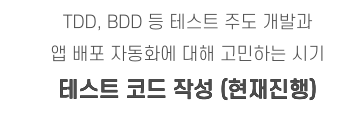 TDD, BDD 등 테스트 주도 개발과
앱 배포 자동화에 대해 고민하는 시기
테스트 코드 작성 (현재진행)